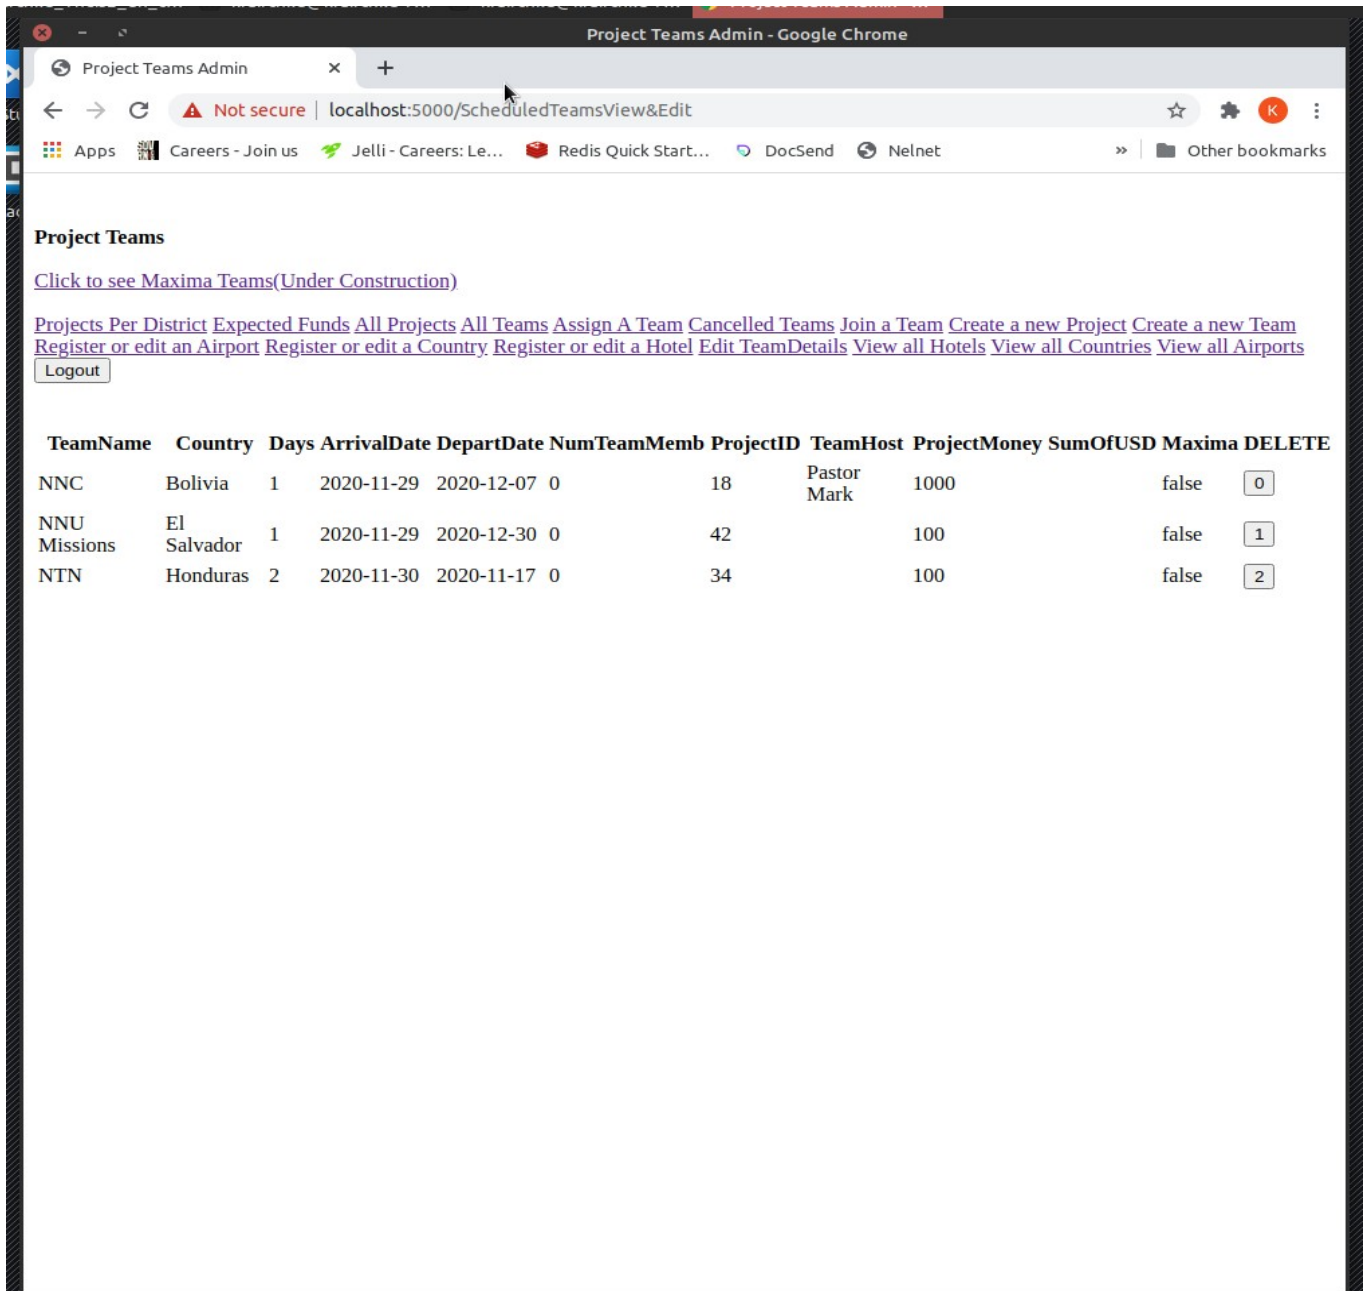 Project Teams Admin - Google Chrome
Project Teams Admin
Not secure | localhost:5000/ScheduledTeamsView&Edit
K
Apps Careers - Join us Jelli - Careers: Le... Redis Quick Start... DocSend Nelnet » Other bookmarks
Project Teams
Click to see Maxima Teams(Under Construction)
Projects Per District Expected Funds All Projects All Teams Assign A Team Cancelled Teams Join a Team Create a new Project Create a new Team
Register or edit an Airport Register or edit a Country Register or edit a Hotel Edit TeamDetails View all Hotels View all Countries View all Airports
Logout
TeamName Country Days ArrivalDate DepartDate NumTeamMemb ProjectID TeamHost ProjectMoney SumOfUSD Maxima DELETE
NNC Bolivia 1 2020-11-29 2020-12-07 0 18 Pastor Mark 1000 false 0
NNU Missions El Salvador 1 2020-11-29 2020-12-30 0 42 100 false 1
NTN Honduras 2 2020-11-30 2020-11-17 0 34 100 false 2